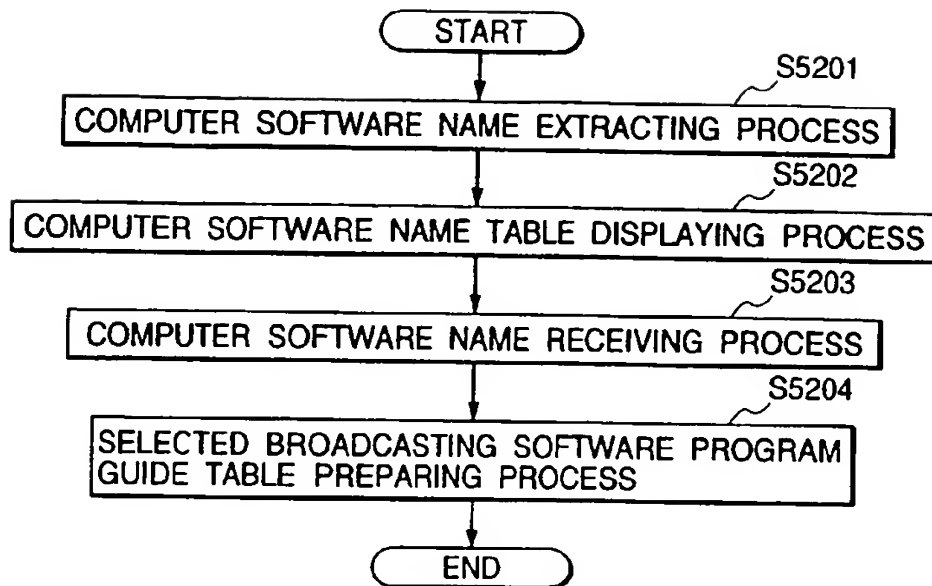 START
S5201
COMPUTER SOFTWARE NAME EXTRACTING PROCESS
S5202
COMPUTER SOFTWARE NAME TABLE DISPLAYING PROCESS
S5203
COMPUTER SOFTWARE NAME RECEIVING PROCESS
S5204
SELECTED BROADCASTING SOFTWARE PROGRAM
GUIDE TABLE PREPARING PROCESS
END